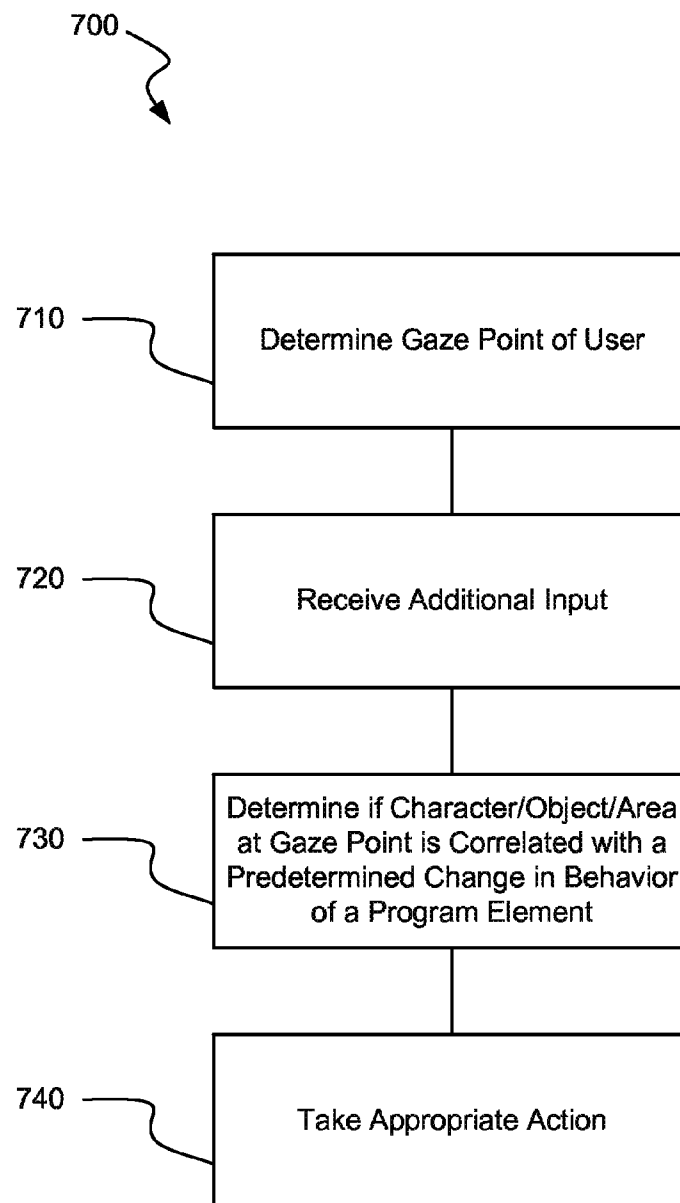 700
710
Determine Gaze Point of User
720
Receive Additional Input
730
Determine if Character/Object/Area
at Gaze Point is Correlated with a
Predetermined Change in Behavior
of a Program Element
740
Take Appropriate Action